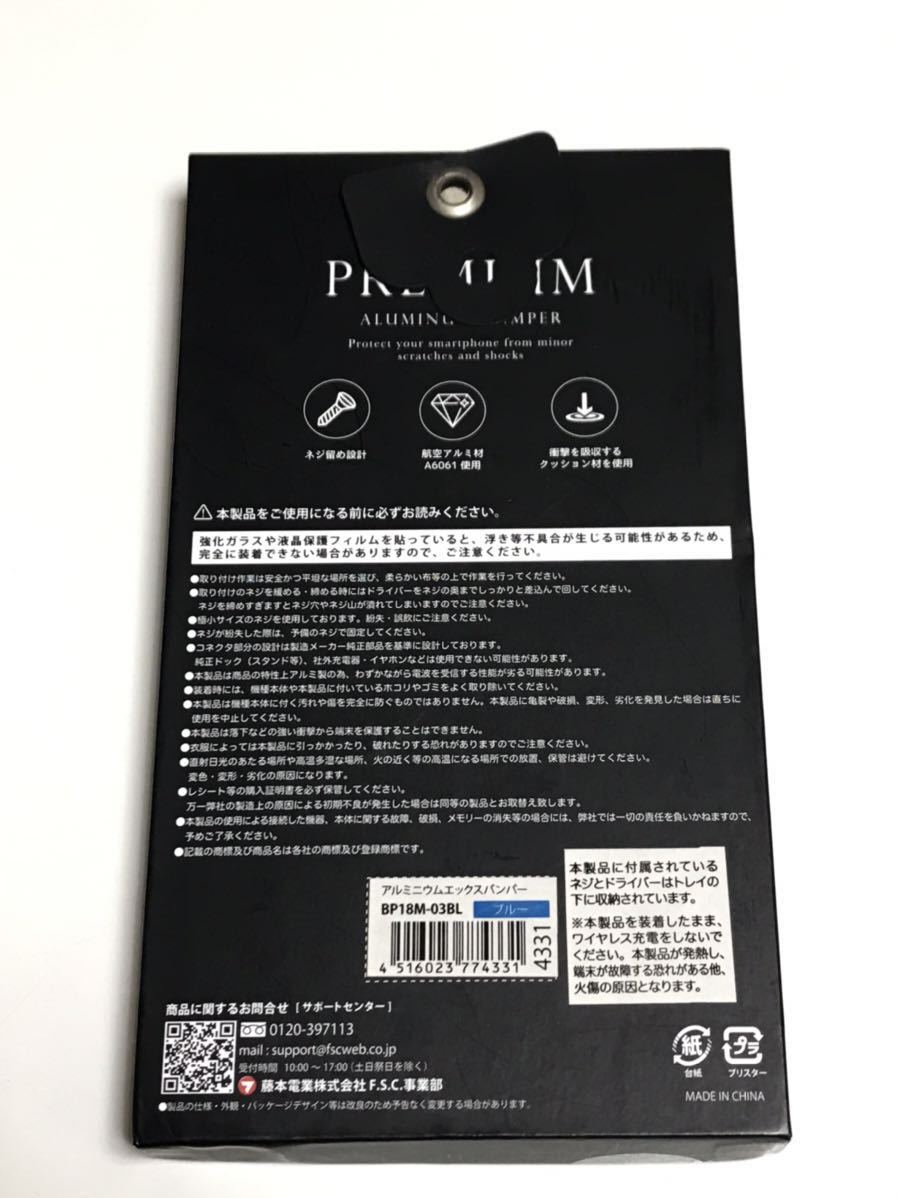 ALUMIN
Protect your smartphone from minor
scratches and shocks
ネジ留め設計
航空アルミ材
A6061 使用
衝撃を吸収する
クッション材を使用
⚠ 本製品をご使用になる前に必ずお読みください。
強化ガラスや液晶保護フィルムを貼っていると、浮き等不具合が生じる可能性があるため、
完全に装着できない場合がありますので、ご注意ください。
●取り付け作業は安全かつ平坦な場所を選び、柔らかい布等の上で作業を行ってください。
●取り付けのネジを緩める・締める時にはドライバーをネジの奥までしっかりと差込んで回してください。
ネジを締めすぎますとネジ穴やネジ山が潰れてしまいますのでご注意ください。
●極小サイズのネジを使用しております。紛失・誤飲にご注意ください。
●ネジが紛失した際は、予備のネジで固定してください。
●コネクタ部分の設計は製造メーカー純正部品を基準に設計しております。
純正ドック（スタンド等）、社外充電器・イヤホンなどは使用できない可能性があります。
●本製品は商品の特性上アルミ製の為、わずかながら電波を受信する性能が劣る可能性があります。
●装着時には、機種本体や本製品に付いているホコリやゴミをよく取り除いてください。
●本製品は機種本体に付く汚れや傷を完全に防ぐものではありません。本製品に亀裂や破損、変形、劣化を発見した場合は直ちに
使用を中止してください。
●本製品は落下などの強い衝撃から端末を保護することはできません。
●衣服によっては本製品に引っかかったり、破れたりする恐れがありますのでご注意ください。
●直射日光のあたる場所や高温多湿な場所、火の近く等の高温になる場所での放置、保管は避けてください。
変色・変形・劣化の原因になります。
●レシート等の購入証明書を必ず保管してください。
万一弊社の製造上の原因による初期不良が発生した場合は同等の製品とお取替え致します。
●本製品の使用による接続した機器、本体に関する故障、破損、メモリーの消失等の場合には、弊社では一切の責任を負いかねますので、
予めご了承ください。
●記載の商標及び商品名は各社の商標及び登録商標です。
アルミニウムエックスバンパー
BP18M-03BL ブルー
4 516023 774331
4331
本製品に付属されている
ネジとドライバーはトレイの
下に収納されています。
※本製品を装着したまま、
ワイヤレス充電をしないで
ください。本製品が発熱し、
端末が故障する恐れがある他、
火傷の原因となります。
商品に関するお問合せ [ サポートセンター ]
0120-397113
mail : support@fscweb.co.jp
受付時間 10:00～17:00（土日祭日を除く）
藤本電業株式会社 F.S.C.事業部
●製品の仕様・外観・パッケージデザイン等は改良のため予告なく変更する場合があります。
紙
台紙
プラ
ブリスター
MADE IN CHINA